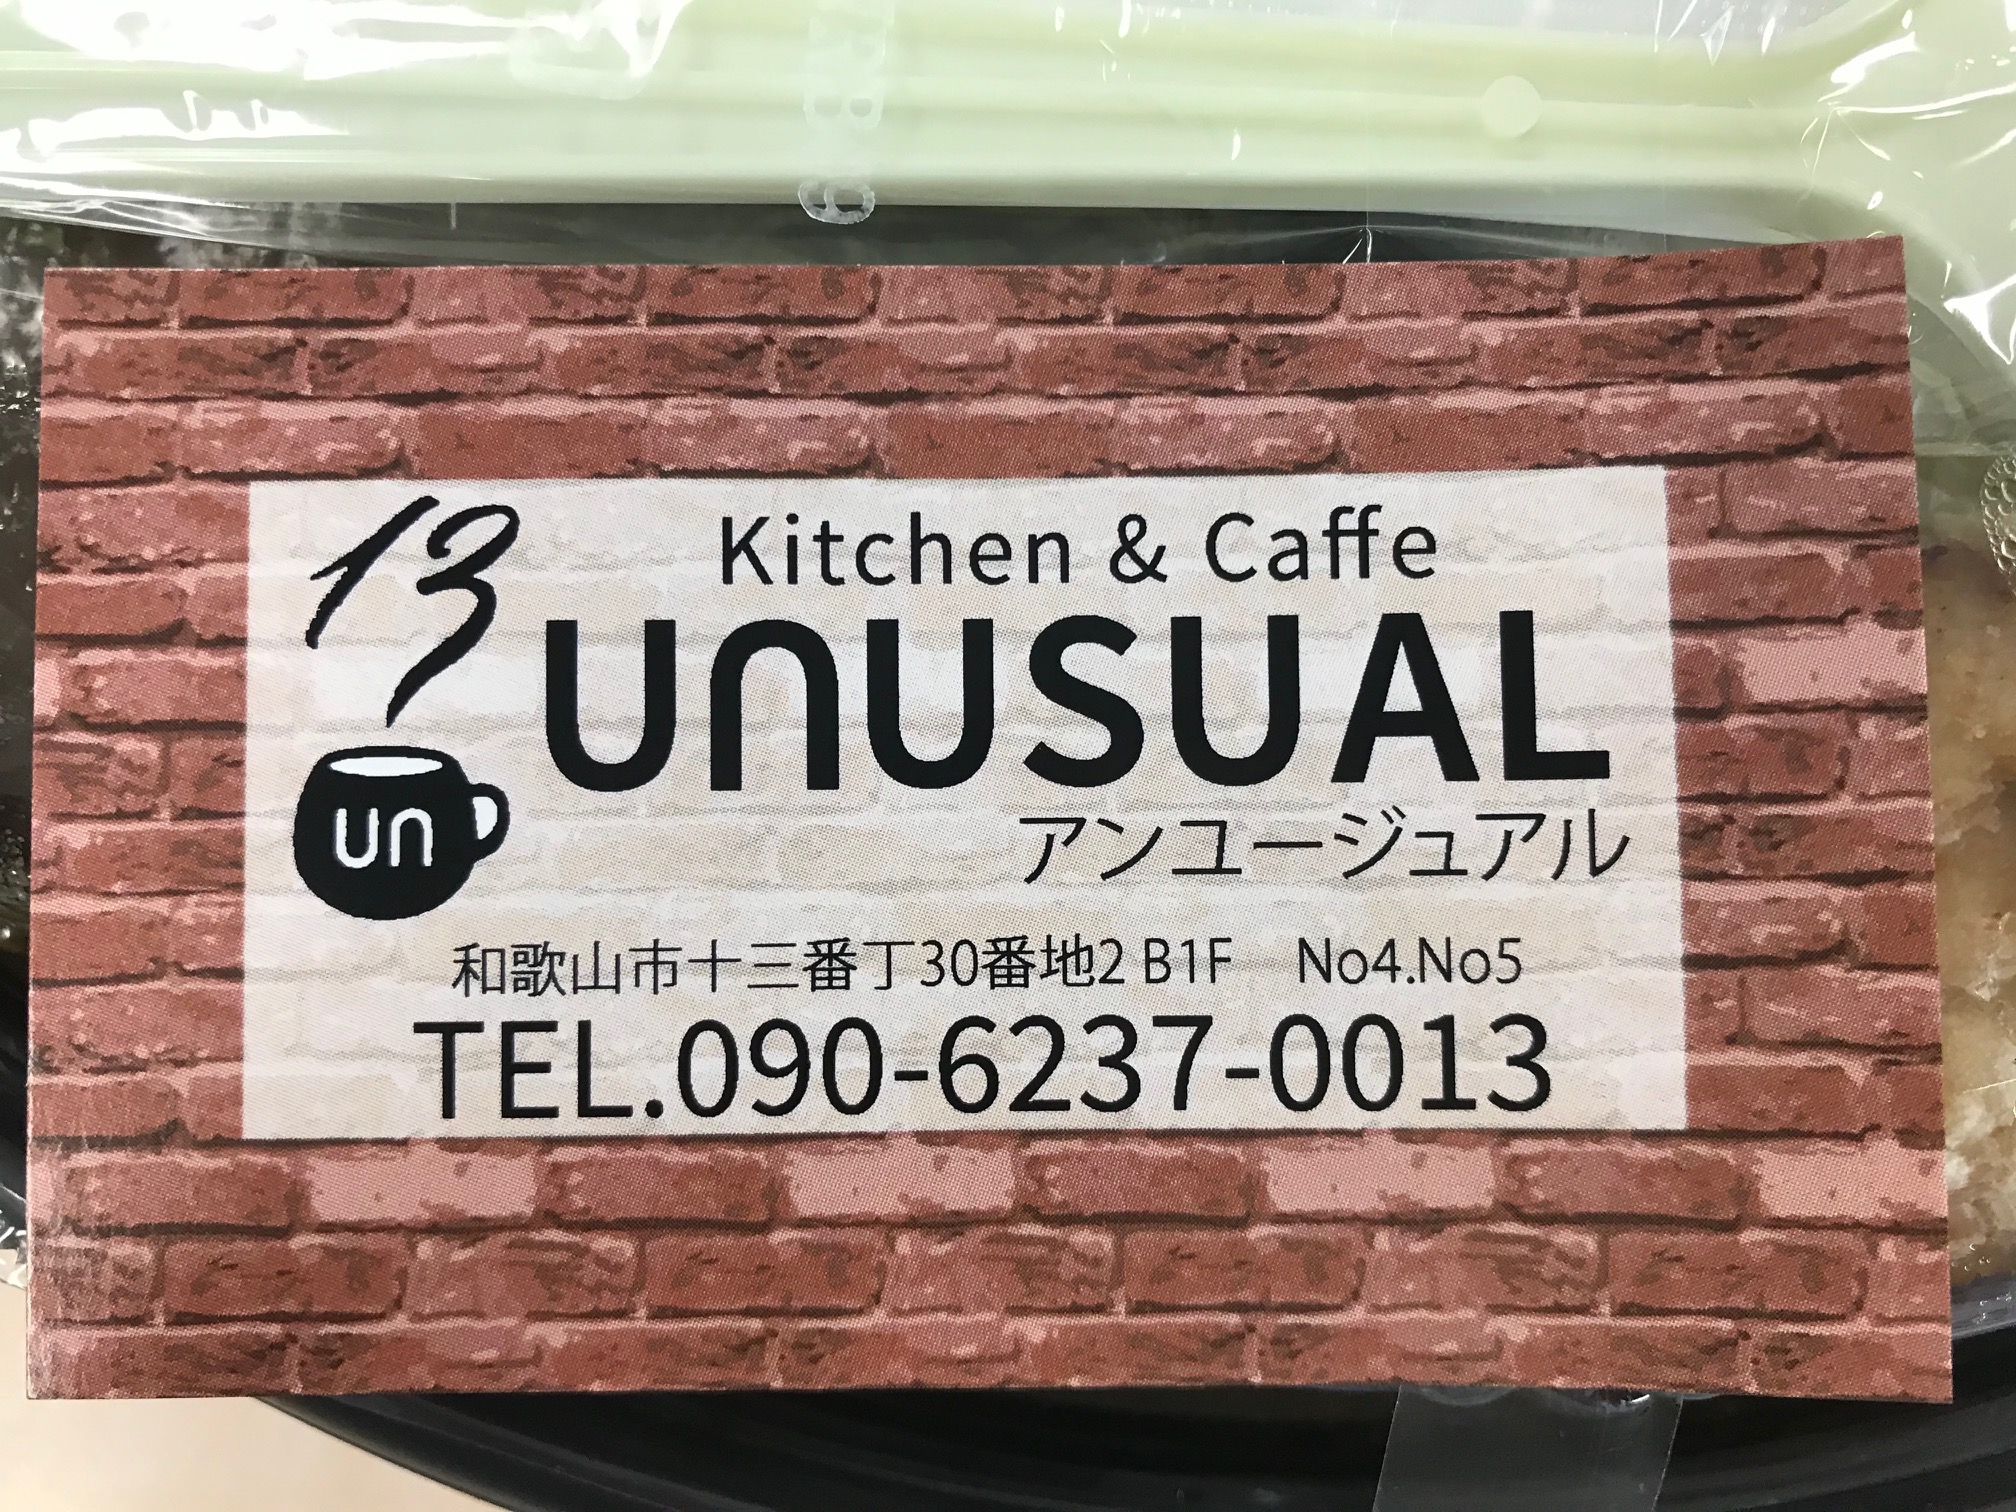 13
Kitchen & Caffe
unUSUAL
アンユージュアル
un
和歌山市十三番丁30番地2 B1F　No4.No5
TEL.090-6237-0013